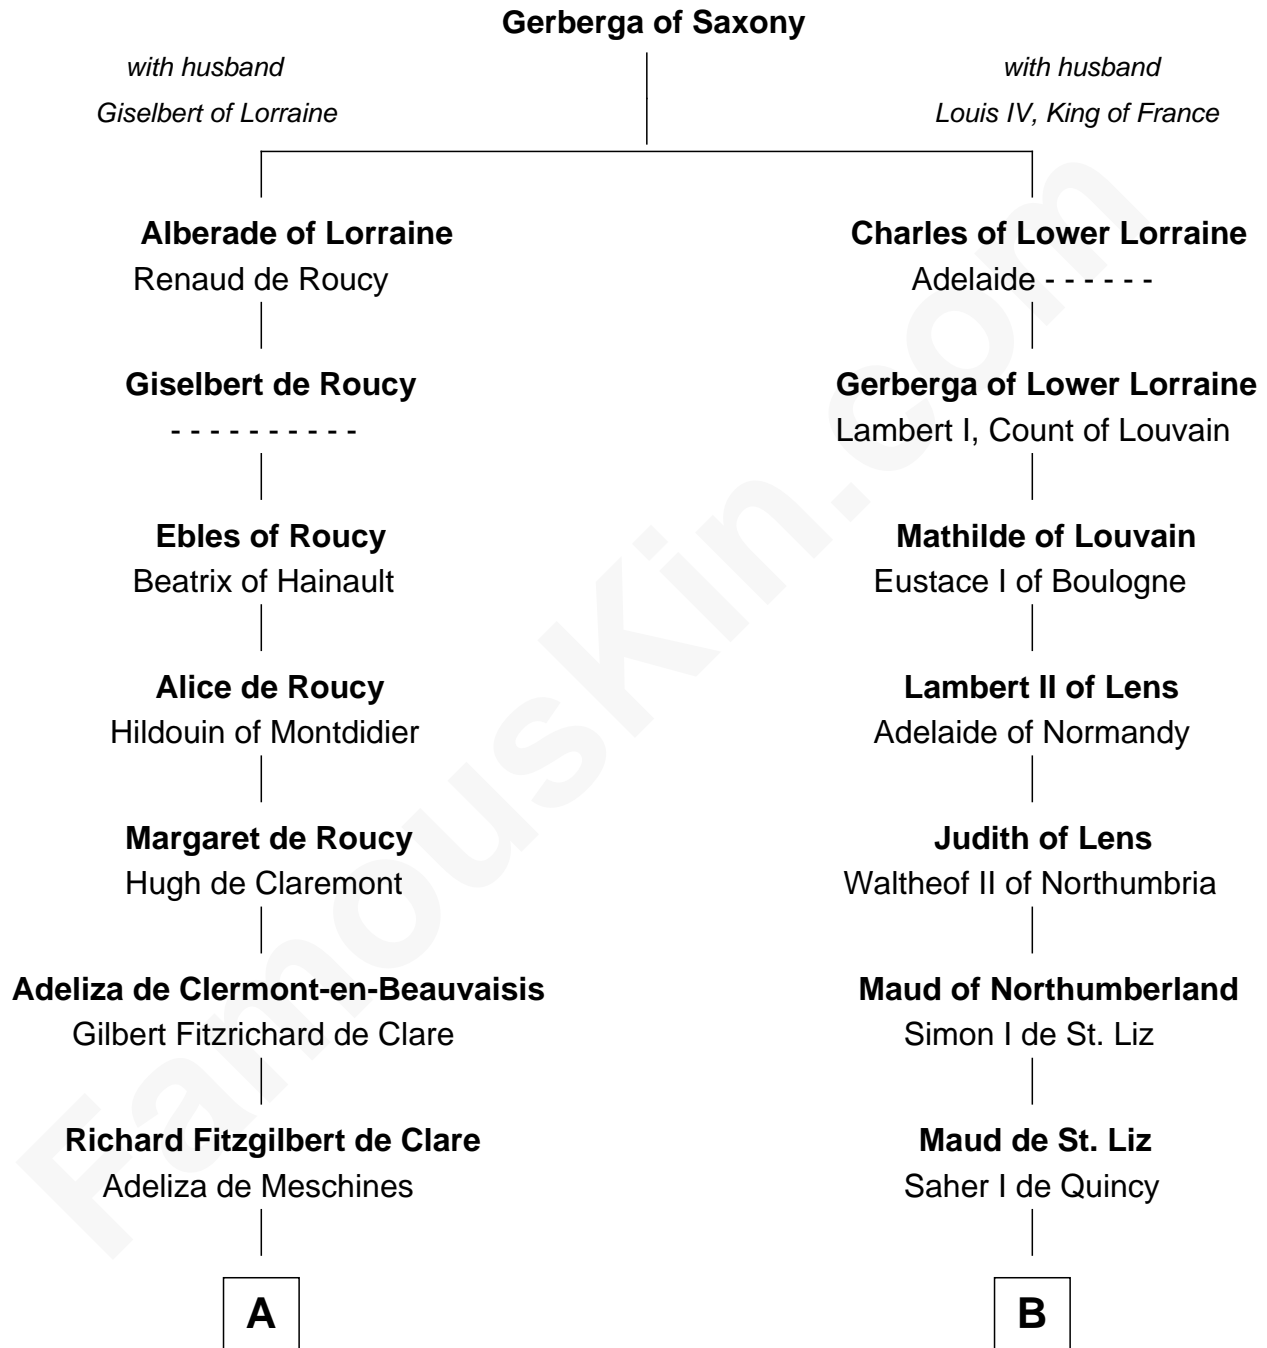 Gerberga of Saxony
with husband
Giselbert of Lorraine
with husband
Louis IV, King of France
Alberade of Lorraine
Renaud de Roucy
Giselbert de Roucy
- - - - - - - - - -
Ebles of Roucy
Beatrix of Hainault
Alice de Roucy
Hildouin of Montdidier
Margaret de Roucy
Hugh de Claremont
Adeliza de Clermont-en-Beauvaisis
Gilbert Fitzrichard de Clare
Richard Fitzgilbert de Clare
Adeliza de Meschines
A
Charles of Lower Lorraine
Adelaide - - - - - -
Gerberga of Lower Lorraine
Lambert I, Count of Louvain
Mathilde of Louvain
Eustace I of Boulogne
Lambert II of Lens
Adelaide of Normandy
Judith of Lens
Waltheof II of Northumbria
Maud of Northumberland
Simon I de St. Liz
Maud de St. Liz
Saher I de Quincy
B
FamousKin.com